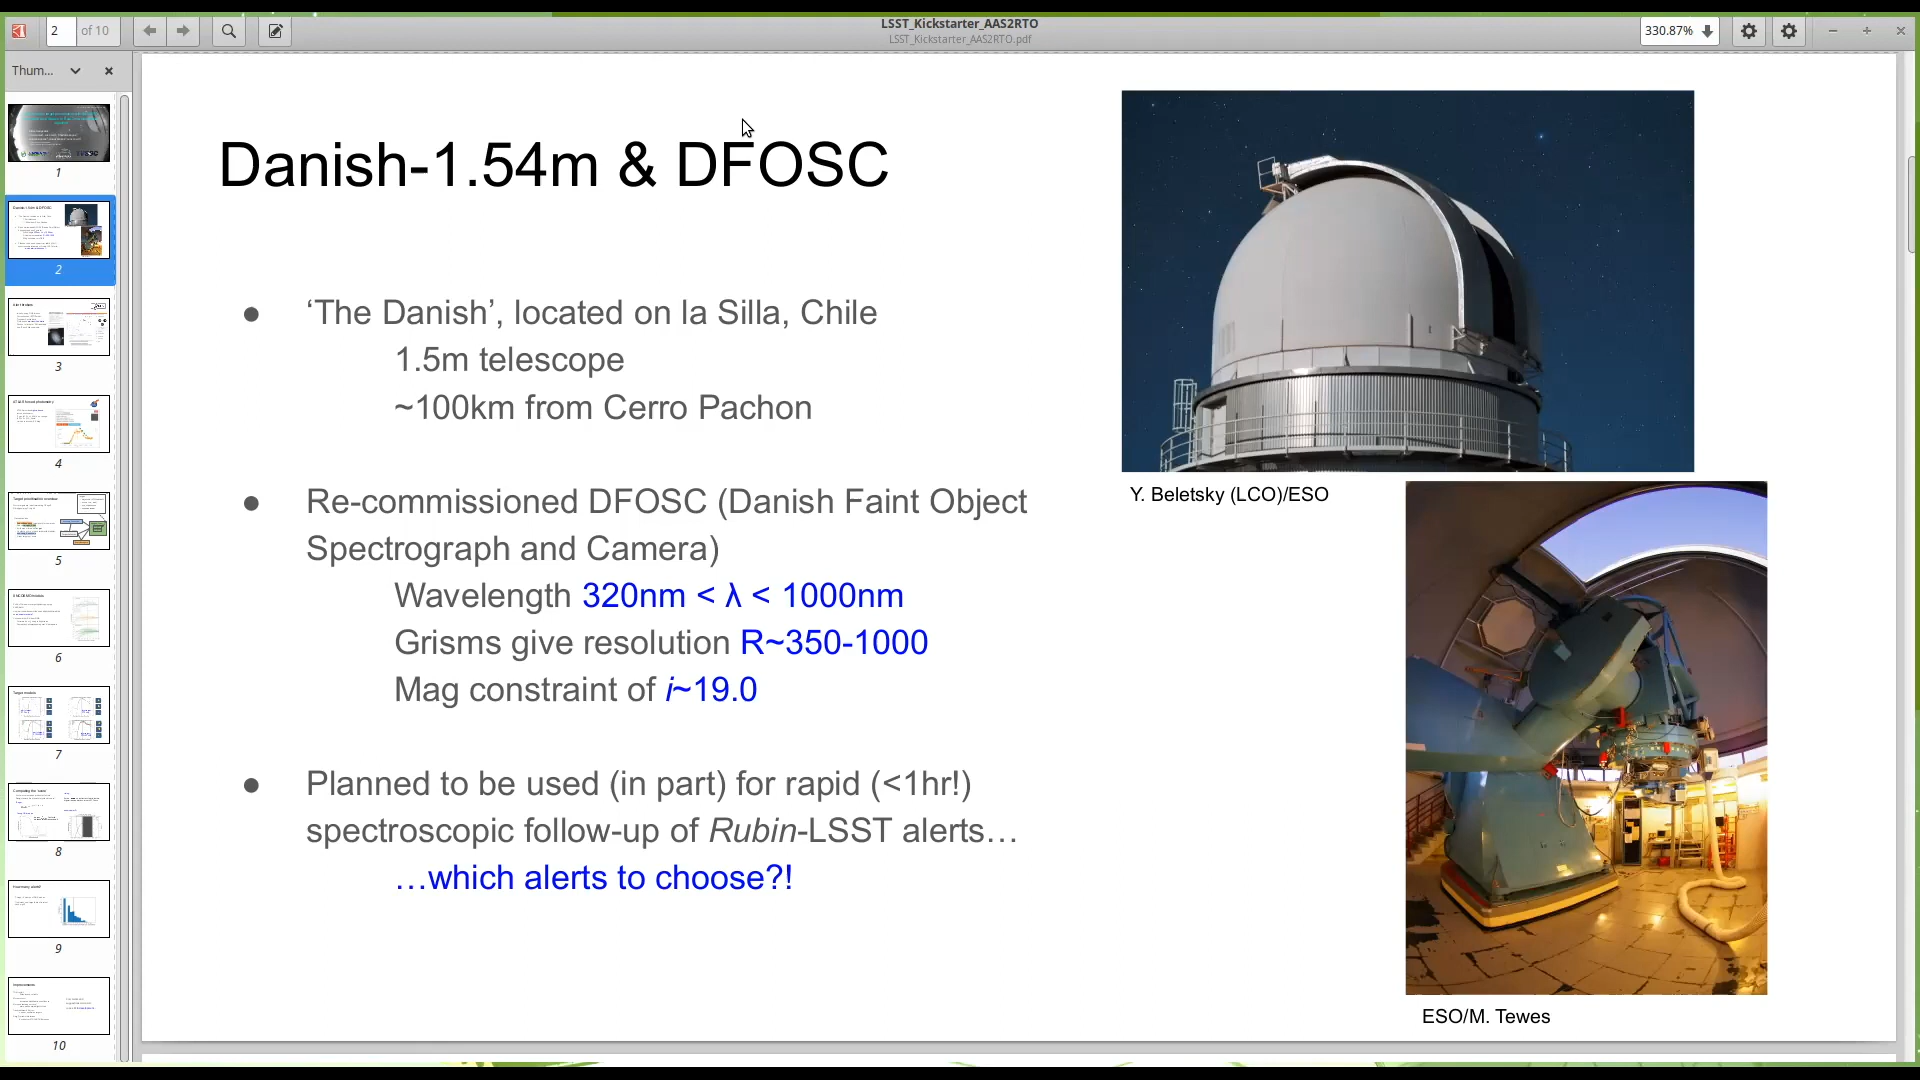 LSST_Kickstarter_AAS2RTO
LSST_Kickstarter_AAS2RTO.pdf
2 of 10
330.87%
Thum...
1
2
3
4
5
6
7
8
9
10
Danish-1.54m & DFOSC
● ‘The Danish’, located on la Silla, Chile
1.5m telescope
~100km from Cerro Pachon
● Re-commissioned DFOSC (Danish Faint Object
Spectrograph and Camera)
Wavelength 320nm < λ < 1000nm
Grisms give resolution R~350-1000
Mag constraint of i~19.0
● Planned to be used (in part) for rapid (<1hr!)
spectroscopic follow-up of Rubin-LSST alerts…
…which alerts to choose?!
Y. Beletsky (LCO)/ESO
ESO/M. Tewes